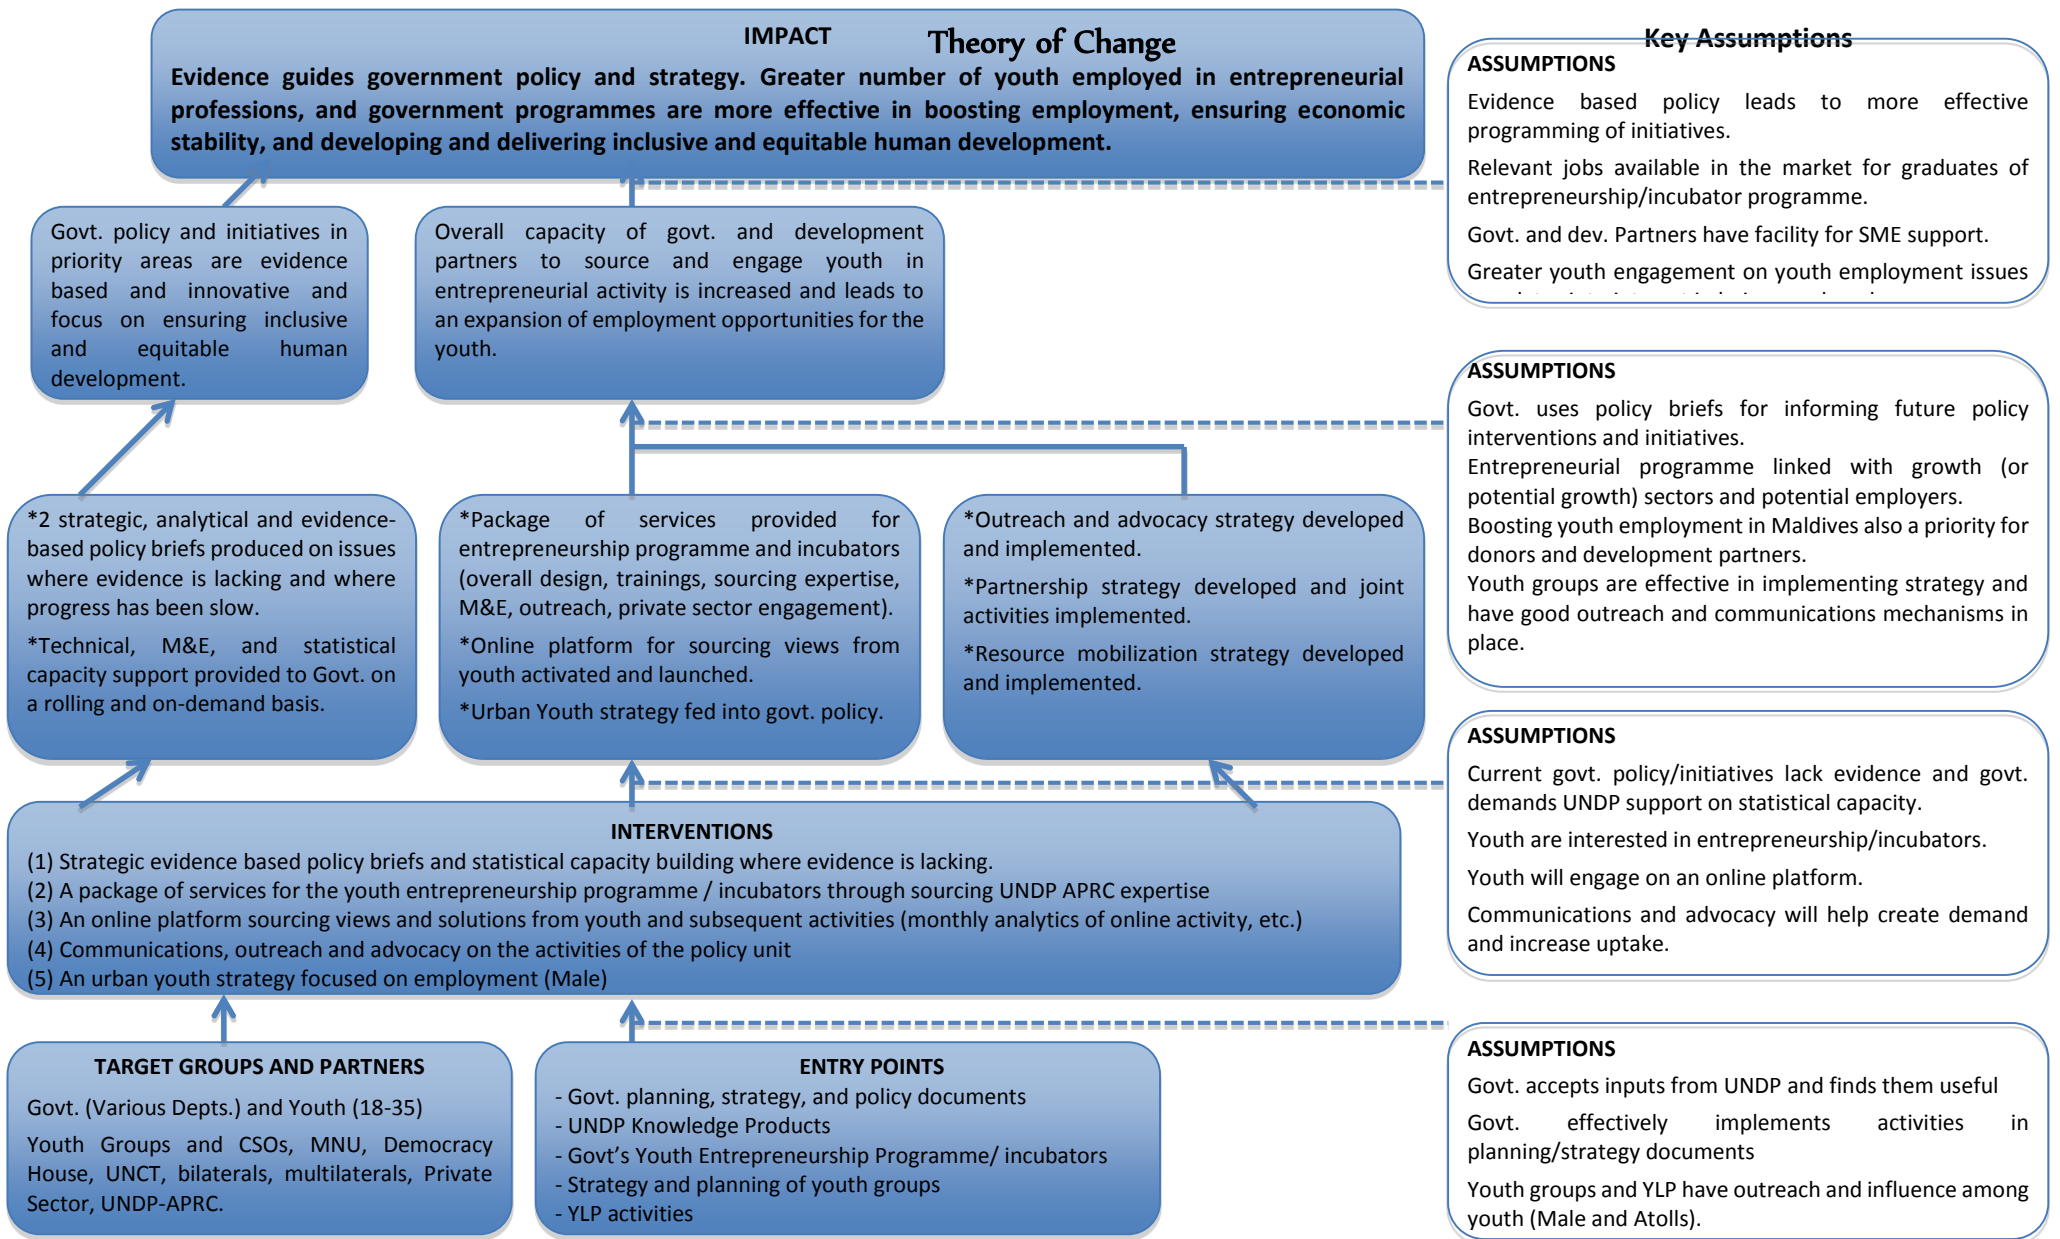 IMPACT
Theory of Change
Evidence guides government policy and strategy. Greater number of youth employed in entrepreneurial
professions, and government programmes are more effective in boosting employment, ensuring economic
stability, and developing and delivering inclusive and equitable human development.
Govt. policy and initiatives in
priority areas are evidence
based and innovative and
focus on ensuring inclusive
and equitable human
development.
Overall capacity of govt. and development
partners to source and engage youth in
entrepreneurial activity is increased and leads to
an expansion of employment opportunities for the
youth.
*2 strategic, analytical and evidence-
based policy briefs produced on issues
where evidence is lacking and where
progress has been slow.
*Technical, M&E, and statistical
capacity support provided to Govt. on
a rolling and on-demand basis.
*Package of services provided for
entrepreneurship programme and incubators
(overall design, trainings, sourcing expertise,
M&E, outreach, private sector engagement).
*Online platform for sourcing views from
youth activated and launched.
*Urban Youth strategy fed into govt. policy.
*Outreach and advocacy strategy developed
and implemented.
*Partnership strategy developed and joint
activities implemented.
*Resource mobilization strategy developed
and implemented.
INTERVENTIONS
(1) Strategic evidence based policy briefs and statistical capacity building where evidence is lacking.
(2) A package of services for the youth entrepreneurship programme / incubators through sourcing UNDP APRC expertise
(3) An online platform sourcing views and solutions from youth and subsequent activities (monthly analytics of online activity, etc.)
(4) Communications, outreach and advocacy on the activities of the policy unit
(5) An urban youth strategy focused on employment (Male)
TARGET GROUPS AND PARTNERS
Govt. (Various Depts.) and Youth (18-35)
Youth Groups and CSOs, MNU, Democracy
House, UNCT, bilaterals, multilaterals, Private
Sector, UNDP-APRC.
ENTRY POINTS
- Govt. planning, strategy, and policy documents
- UNDP Knowledge Products
- Govt’s Youth Entrepreneurship Programme/ incubators
- Strategy and planning of youth groups
- YLP activities
Key Assumptions
ASSUMPTIONS
Evidence based policy leads to more effective
programming of initiatives.
Relevant jobs available in the market for graduates of
entrepreneurship/incubator programme.
Govt. and dev. Partners have facility for SME support.
Greater youth engagement on youth employment issues
ASSUMPTIONS
Govt. uses policy briefs for informing future policy
interventions and initiatives.
Entrepreneurial programme linked with growth (or
potential growth) sectors and potential employers.
Boosting youth employment in Maldives also a priority for
donors and development partners.
Youth groups are effective in implementing strategy and
have good outreach and communications mechanisms in
place.
ASSUMPTIONS
Current govt. policy/initiatives lack evidence and govt.
demands UNDP support on statistical capacity.
Youth are interested in entrepreneurship/incubators.
Youth will engage on an online platform.
Communications and advocacy will help create demand
and increase uptake.
ASSUMPTIONS
Govt. accepts inputs from UNDP and finds them useful
Govt. effectively implements activities in
planning/strategy documents
Youth groups and YLP have outreach and influence among
youth (Male and Atolls).